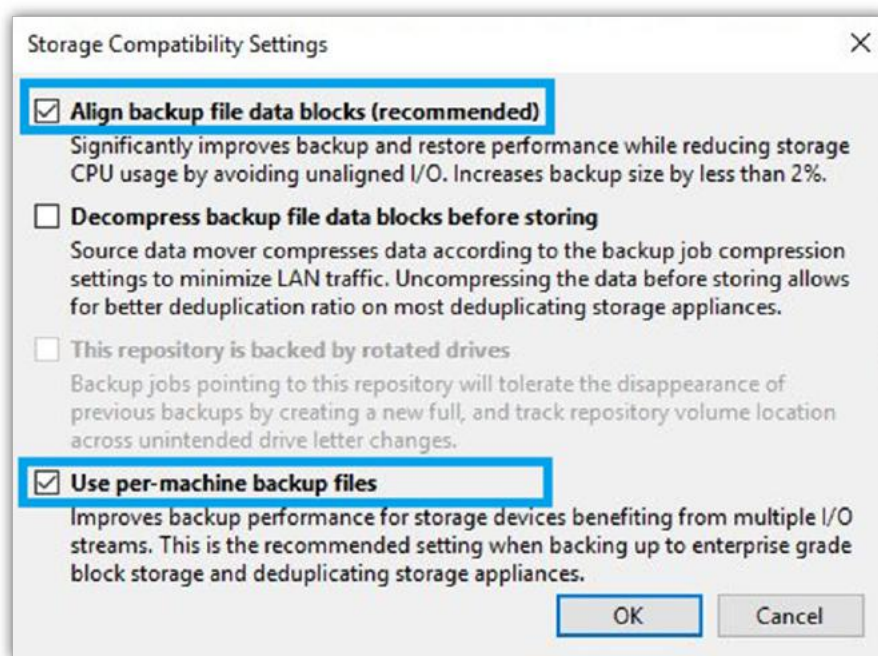 Storage Compatibility Settings
Align backup file data blocks (recommended)
Significantly improves backup and restore performance while reducing storage
CPU usage by avoiding unaligned I/O. Increases backup size by less than 2%.
Decompress backup file data blocks before storing
Source data mover compresses data according to the backup job compression
settings to minimize LAN traffic. Uncompressing the data before storing allows
for better deduplication ratio on most deduplicating storage appliances.
This repository is backed by rotated drives
Backup jobs pointing to this repository will tolerate the disappearance of
previous backups by creating a new full, and track repository volume location
across unintended drive letter changes.
Use per-machine backup files
Improves backup performance for storage devices benefiting from multiple I/O
streams. This is the recommended setting when backing up to enterprise grade
block storage and deduplicating storage appliances.
OK
Cancel